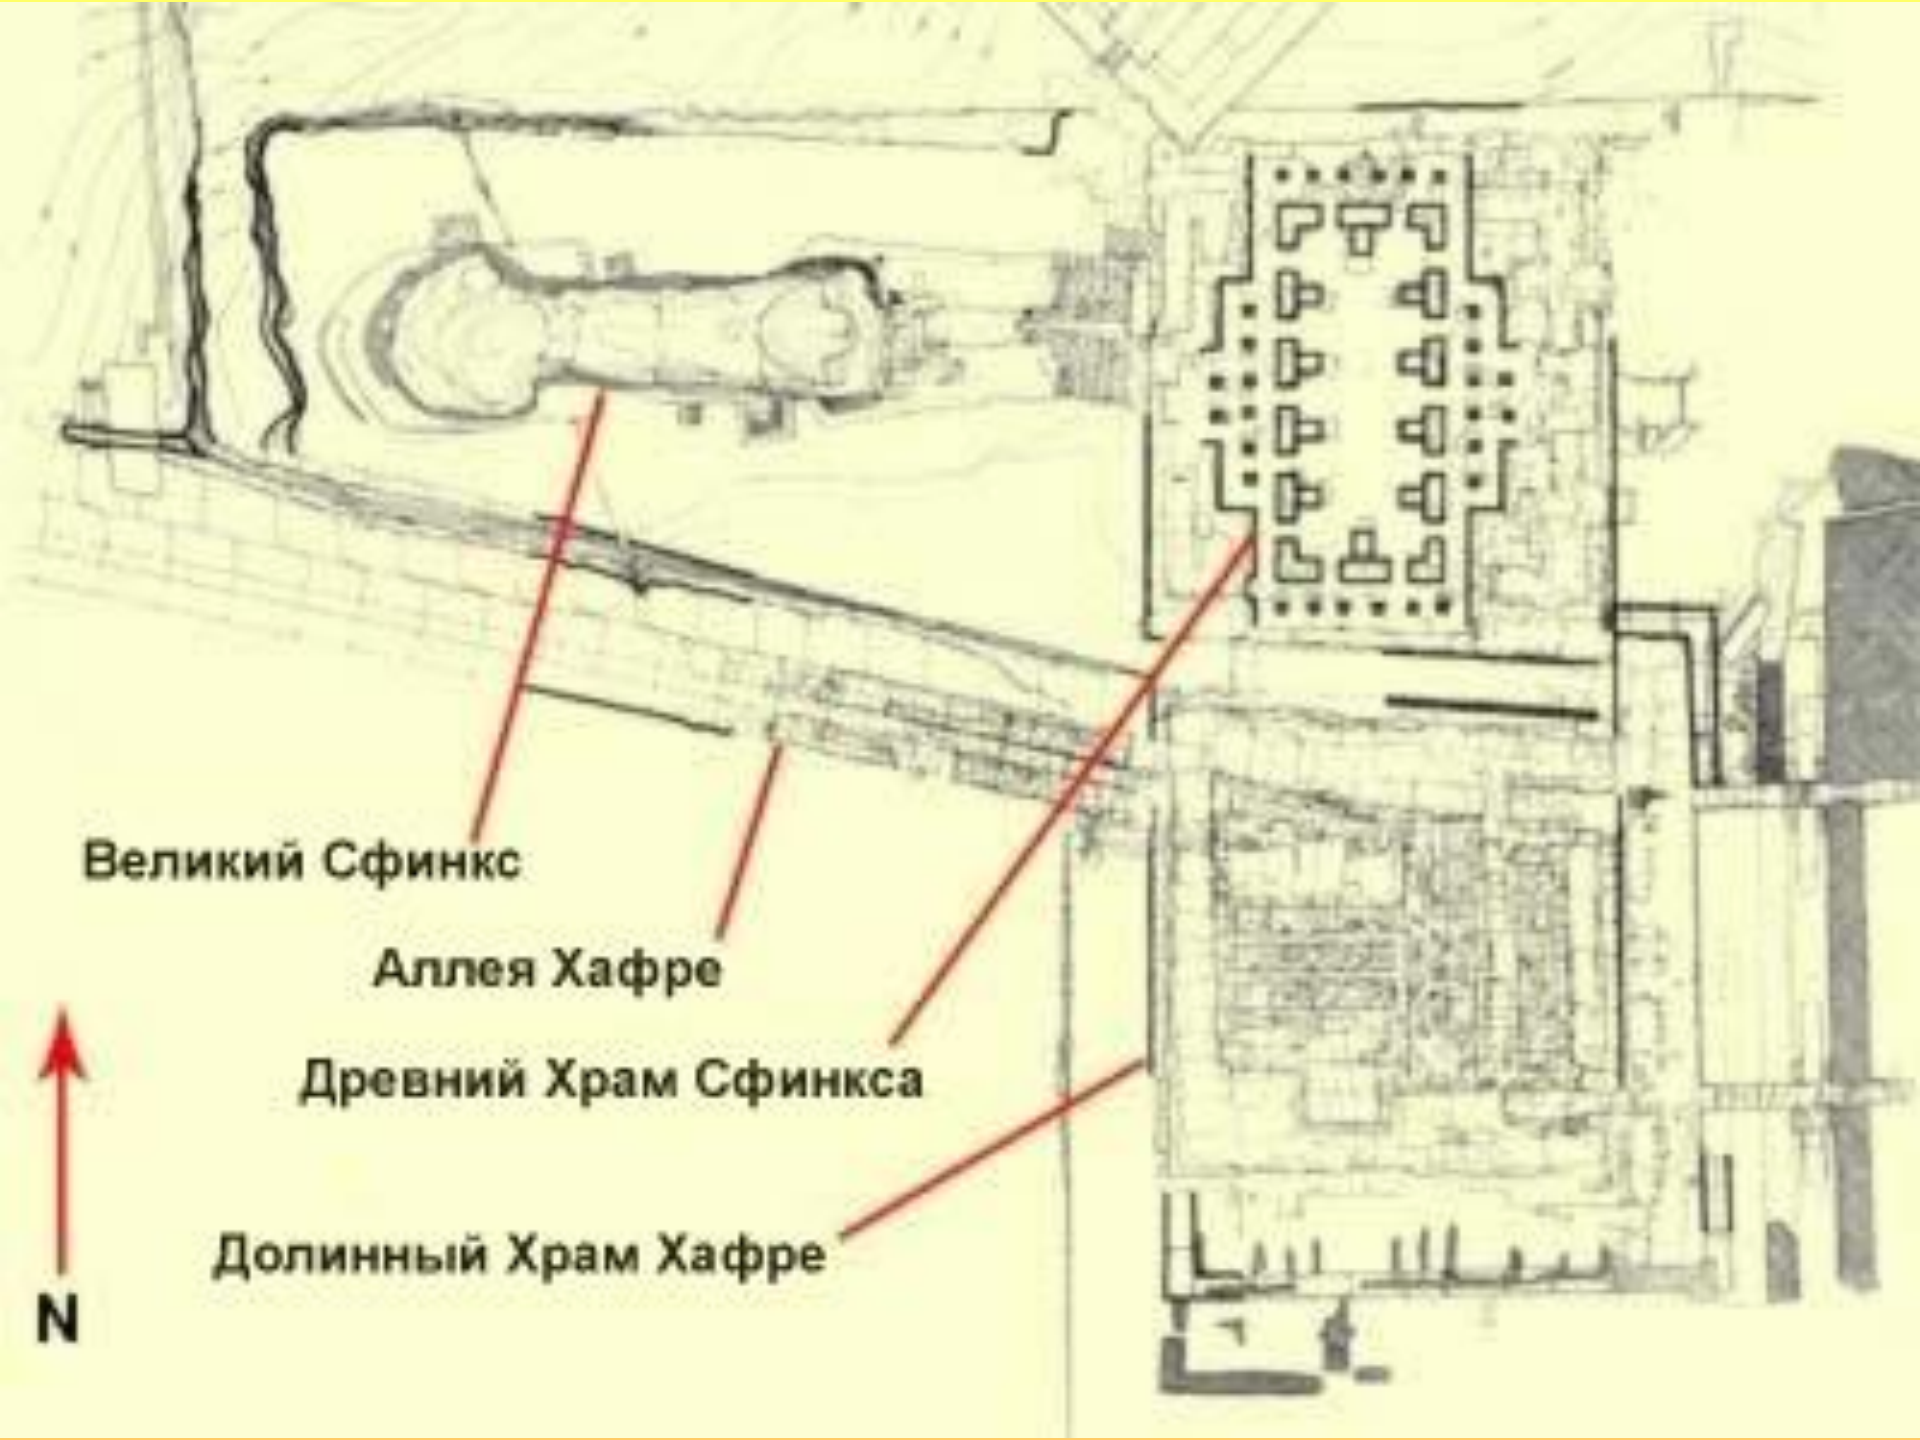 Великий Сфинкс
Аллея Хафре
Древний Храм Сфинкса
Долинный Храм Хафре
N